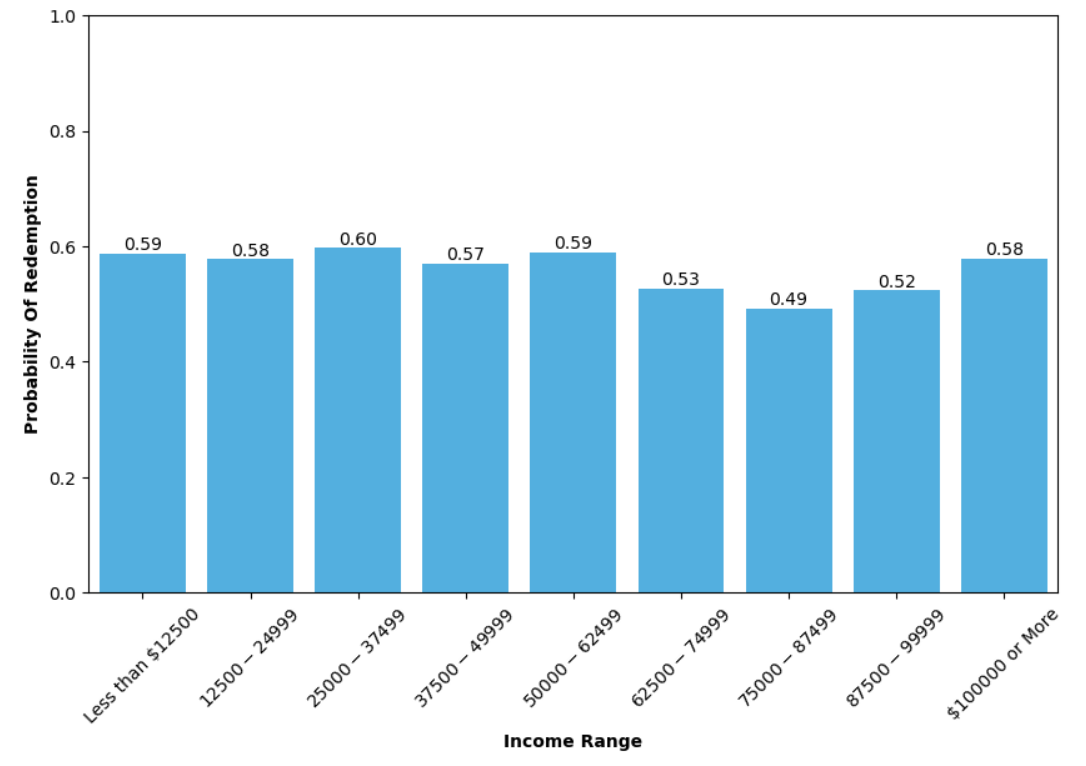 1.0
0.8
0.6
0.4
0.2
0.0
Probability Of Redemption
0.59
0.58
0.60
0.57
0.59
0.53
0.49
0.52
0.58
Less than $12500
12500 − 24999
25000 − 37499
37500 − 49999
50000 − 62499
62500 − 74999
75000 − 87499
87500 − 99999
$100000 or More
Income Range